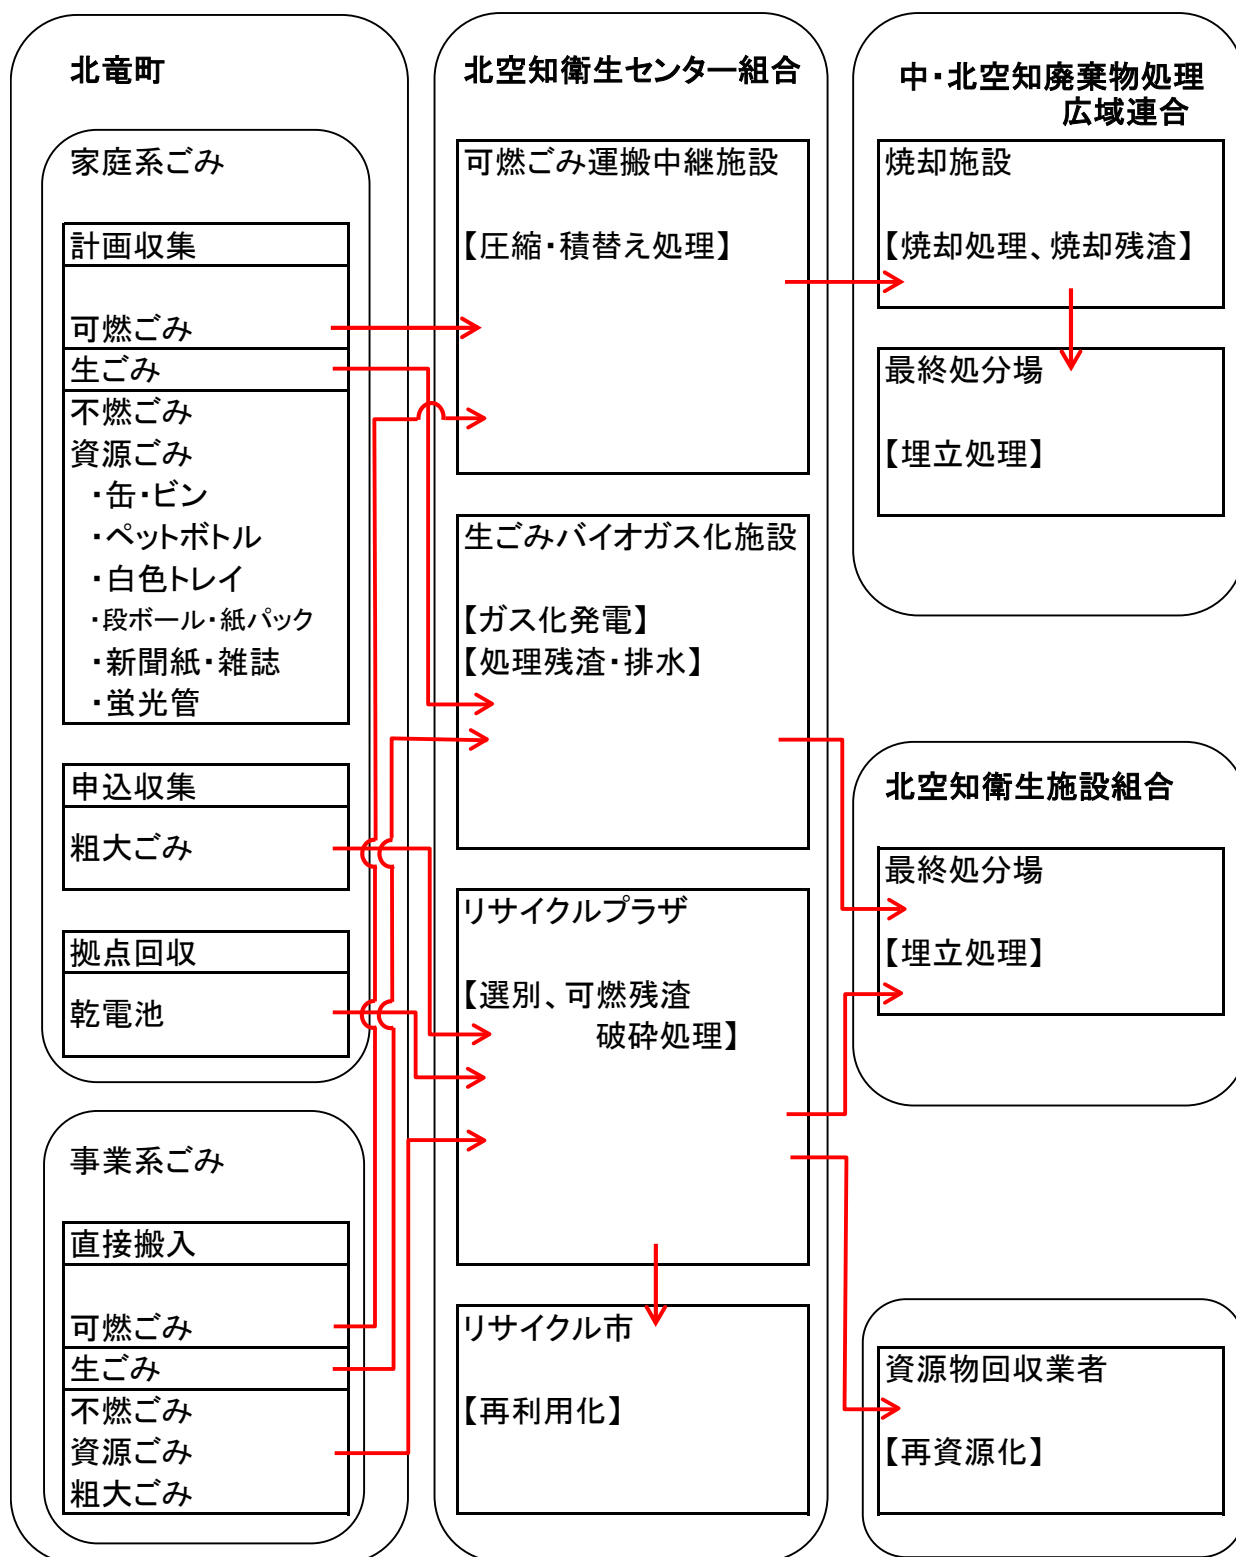 北竜町
家庭系ごみ
計画収集
可燃ごみ
生ごみ
不燃ごみ
資源ごみ
・缶・ビン
・ペットボトル
・白色トレイ
・段ボール・紙パック
・新聞紙・雑誌
・蛍光管
申込収集
粗大ごみ
拠点回収
乾電池
事業系ごみ
直接搬入
可燃ごみ
生ごみ
不燃ごみ
資源ごみ
粗大ごみ
北空知衛生センター組合
可燃ごみ運搬中継施設
【圧縮・積替え処理】
生ごみバイオガス化施設
【ガス化発電】
【処理残渣・排水】
リサイクルプラザ
【選別、可燃残渣
破砕処理】
リサイクル市
【再利用化】
中・北空知廃棄物処理
広域連合
焼却施設
【焼却処理、焼却残渣】
最終処分場
【埋立処理】
北空知衛生施設組合
最終処分場
【埋立処理】
資源物回収業者
【再資源化】